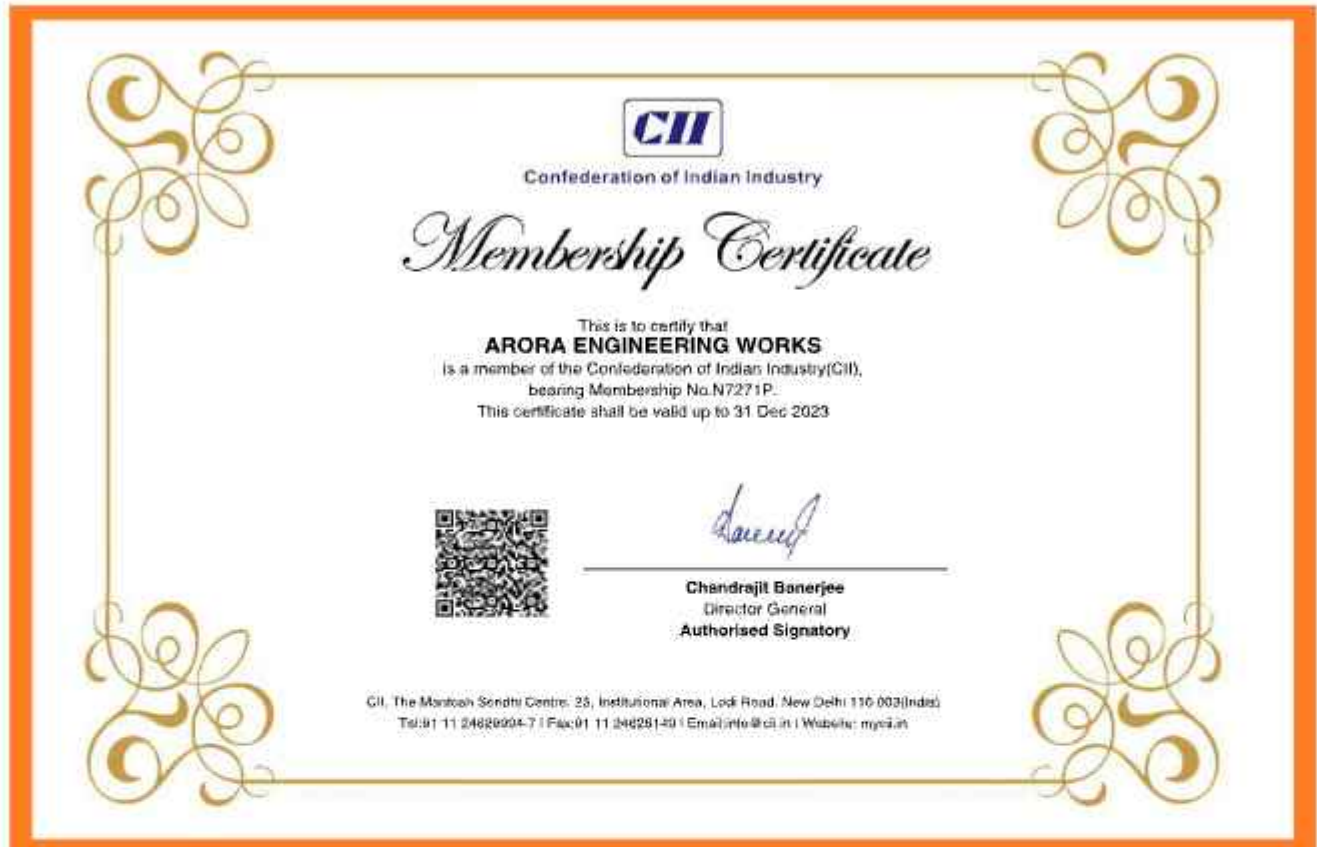 CII
Confederation of Indian Industry
Membership Certificate
This is to certify that
ARORA ENGINEERING WORKS
is a member of the Confederation of Indian Industry(CII),
bearing Membership No.N7271P.
This certificate shall be valid up to 31 Dec 2023
Chandrajit Banerjee
Director General
Authorised Signatory
CII, The Mantosh Sondhi Centre, 23, Institutional Area, Lodi Road, New Delhi 110 003(India)
Tel:91 11 24629994-7 | Fax:91 11 24626149 | Email:info@cii.in | Website: mycii.in